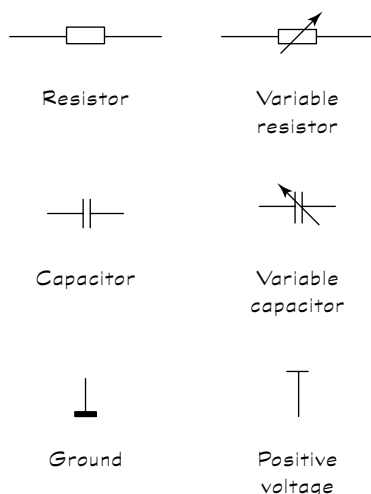 Resistor
Variable
resistor
Capacitor
Variable
capacitor
Ground
Positive
voltage